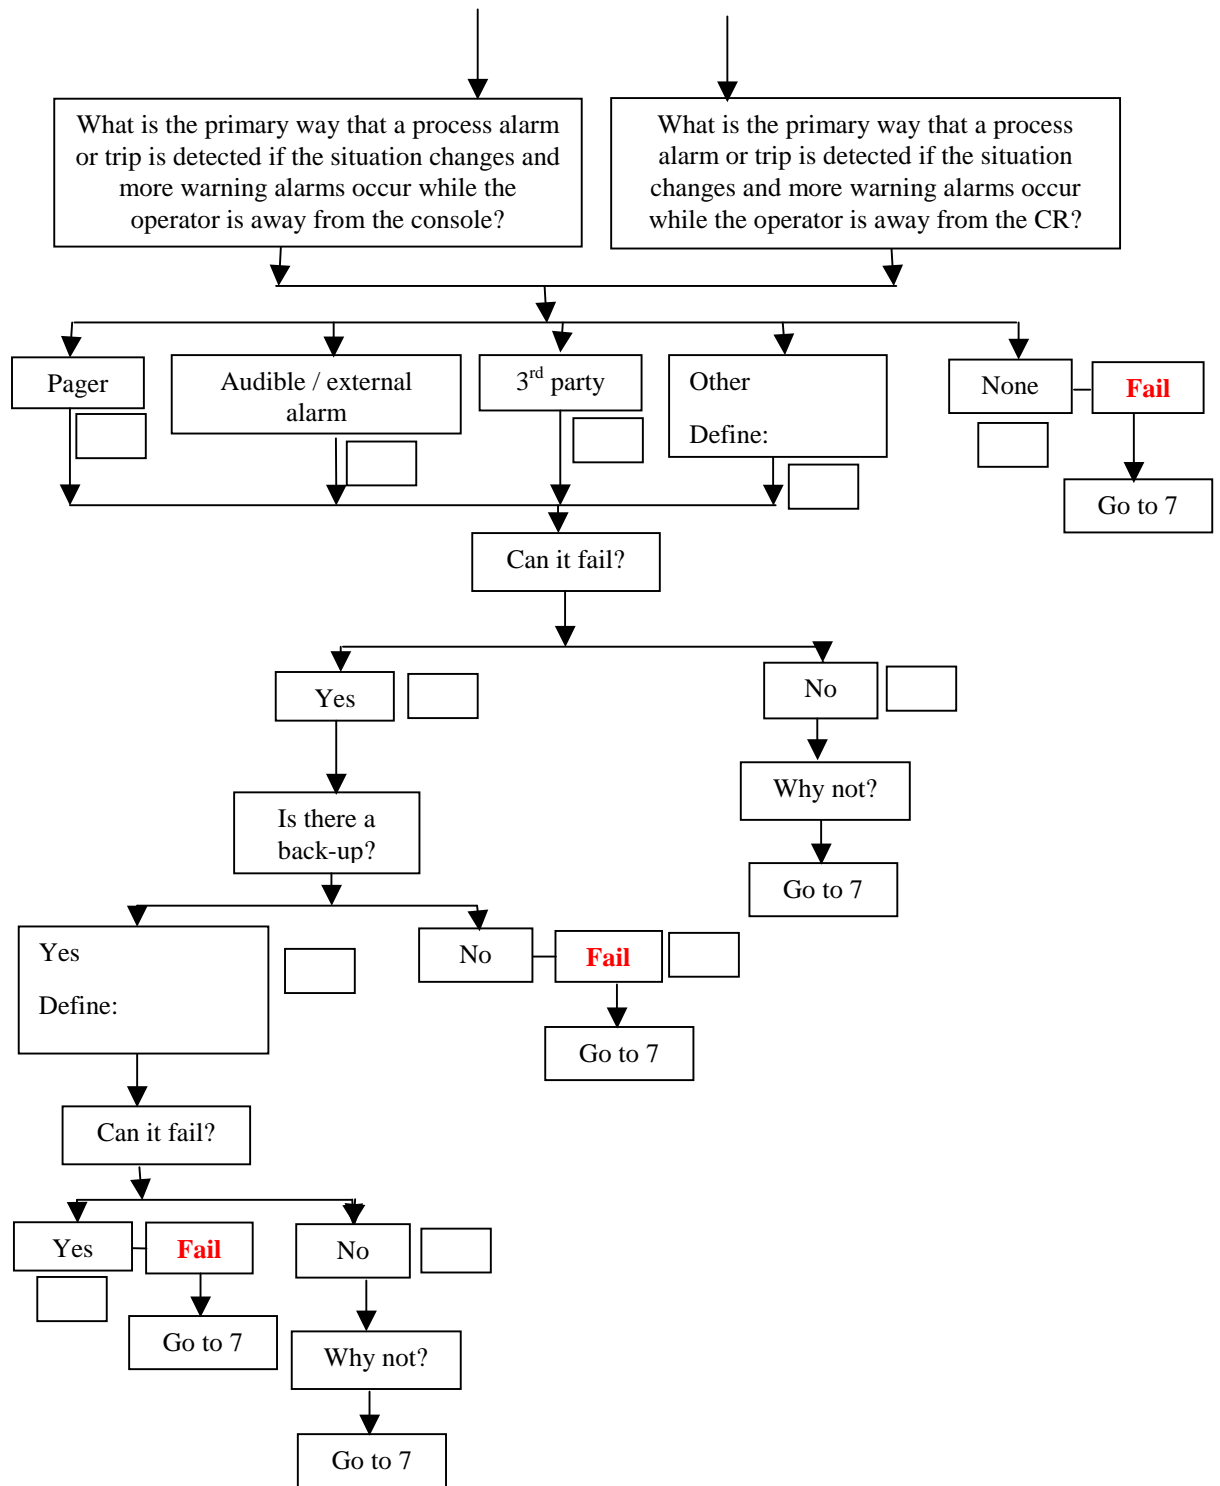 What is the primary way that a process alarm
or trip is detected if the situation changes and
more warning alarms occur while the
operator is away from the console?
What is the primary way that a process
alarm or trip is detected if the situation
changes and more warning alarms occur
while the operator is away from the CR?
Pager
Audible / external
alarm
3rd party
Other
Define:
None
Fail
Go to 7
Can it fail?
Yes
No
Why not?
Go to 7
Is there a
back-up?
Yes
Define:
No
Fail
Go to 7
Can it fail?
Yes
Fail
No
Go to 7
Why not?
Go to 7